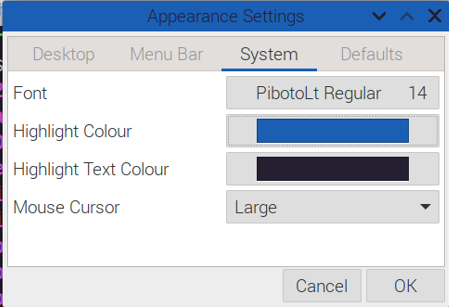 Appearance Settings
Desktop Menu Bar System Defaults
Font PibotoLt Regular 14
Highlight Colour
Highlight Text Colour
Mouse Cursor Large
Cancel OK